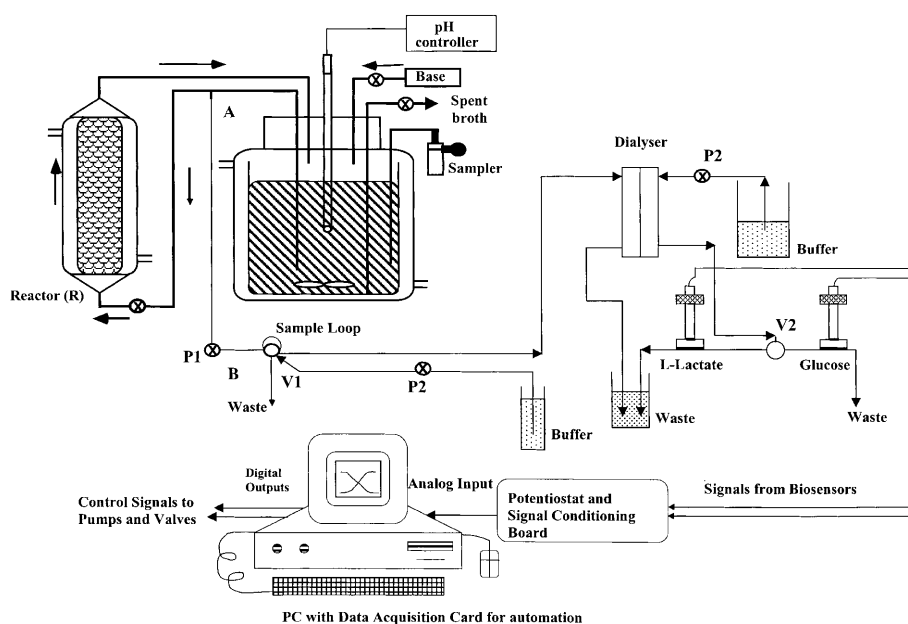 pH
controller
Base
Spent
broth
A
Sampler
Dialyser
P2
Buffer
Reactor (R)
Sample Loop
P1
B
V1
P2
Waste
Buffer
V2
L-Lactate
Glucose
Waste
Waste
Digital
Outputs
Analog Input
Control Signals to
Pumps and Valves
Potentiostat and
Signal Conditioning
Board
Signals from Biosensors
PC with Data Acquisition Card for automation